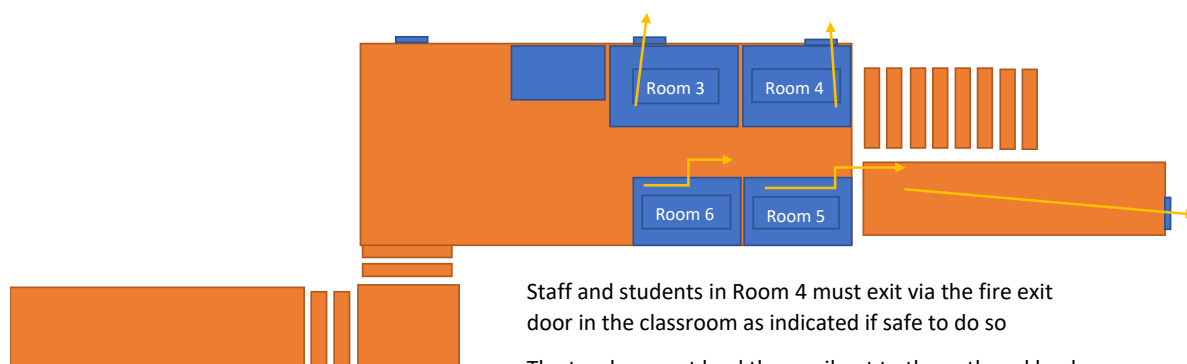 Room 3
Room 4
Room 6
Room 5
Staff and students in Room 4 must exit via the fire exit
door in the classroom as indicated if safe to do so